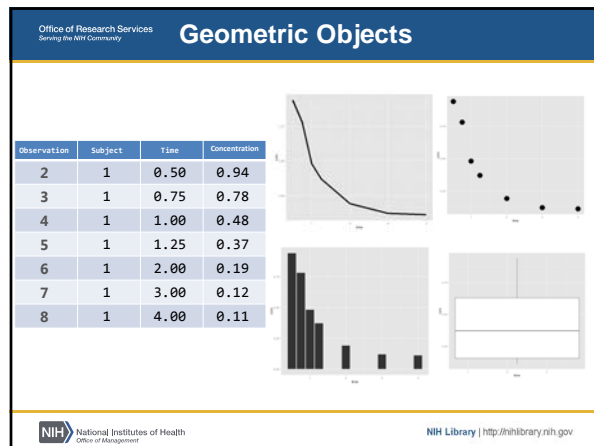 Office of Research Services
Serving the NIH Community
Geometric Objects
Observation Subject Time Concentration
2 1 0.50 0.94
3 1 0.75 0.78
4 1 1.00 0.48
5 1 1.25 0.37
6 1 2.00 0.19
7 1 3.00 0.12
8 1 4.00 0.11
NIH National Institutes of Health
Office of Management
NIH Library | http://nihlibrary.nih.gov